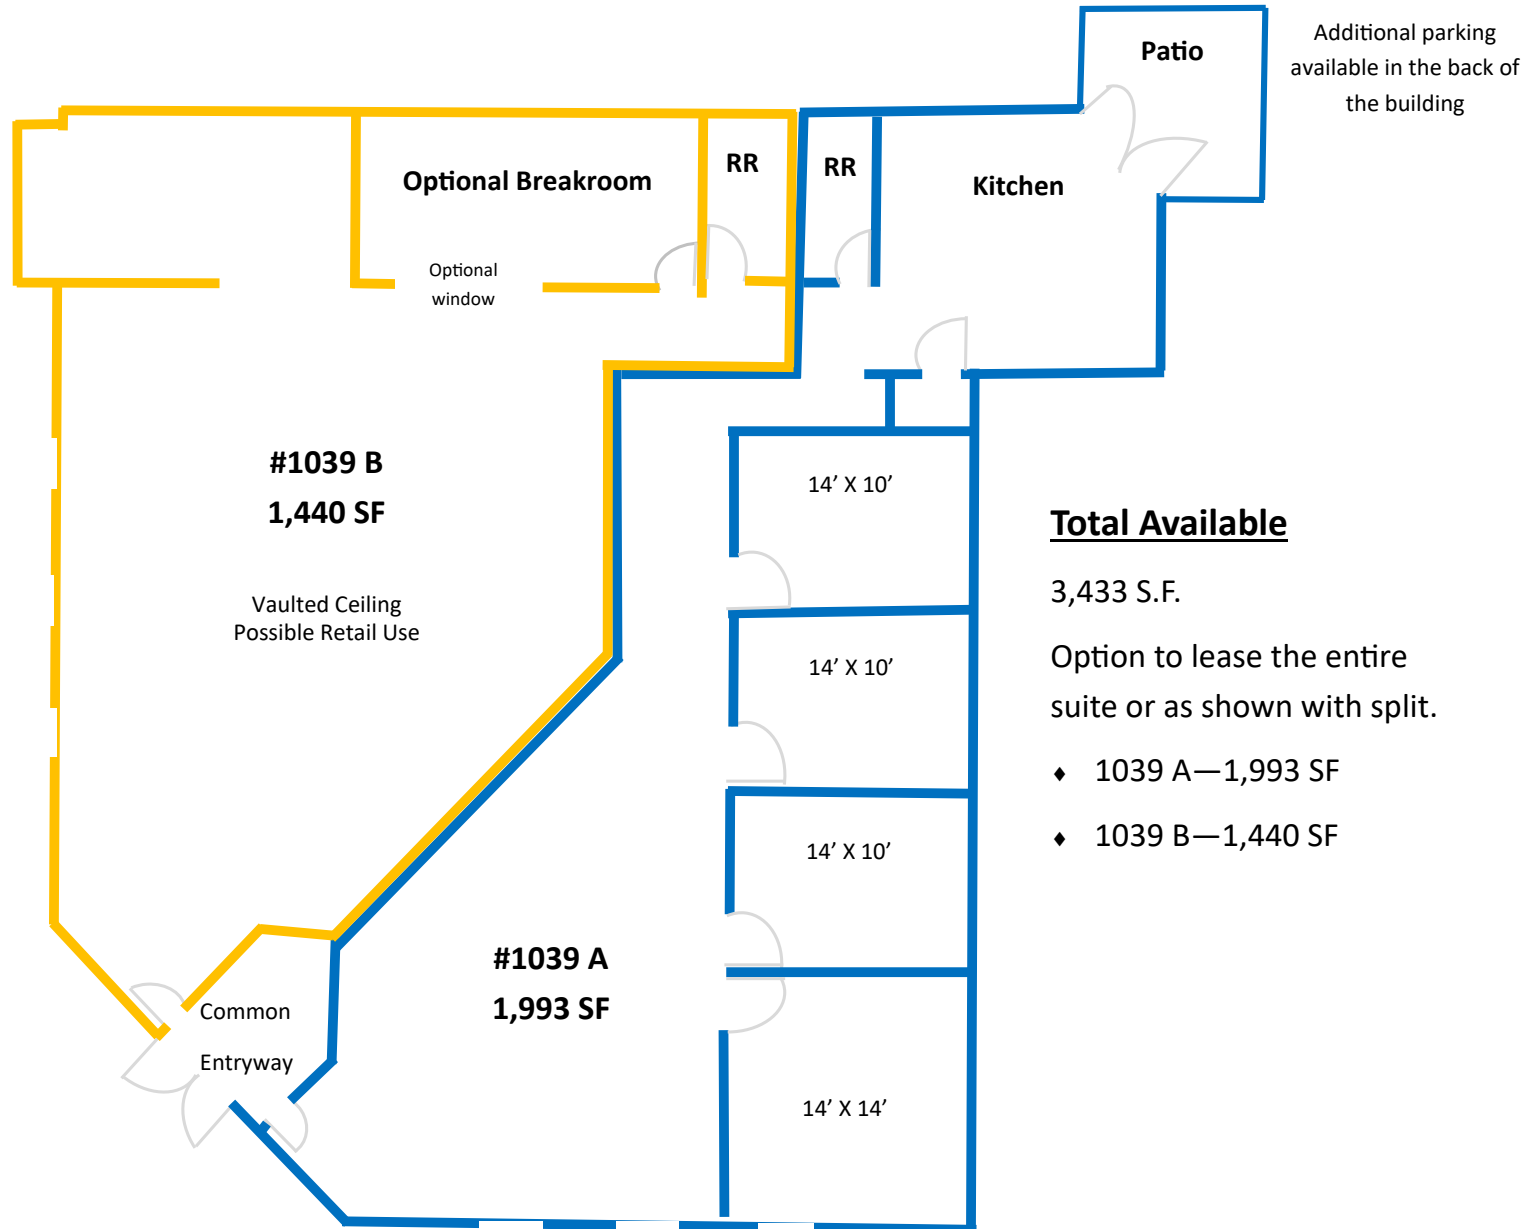 Patio
Additional parking
available in the back of
the building
Optional Breakroom
RR
RR
Kitchen
Optional
window
#1039 B
1,440 SF
Vaulted Ceiling
Possible Retail Use
14’ X 10’
14’ X 10’
14’ X 10’
14’ X 14’
#1039 A
1,993 SF
Common
Entryway
Total Available
3,433 S.F.
Option to lease the entire
suite or as shown with split.
♦ 1039 A—1,993 SF
♦ 1039 B—1,440 SF